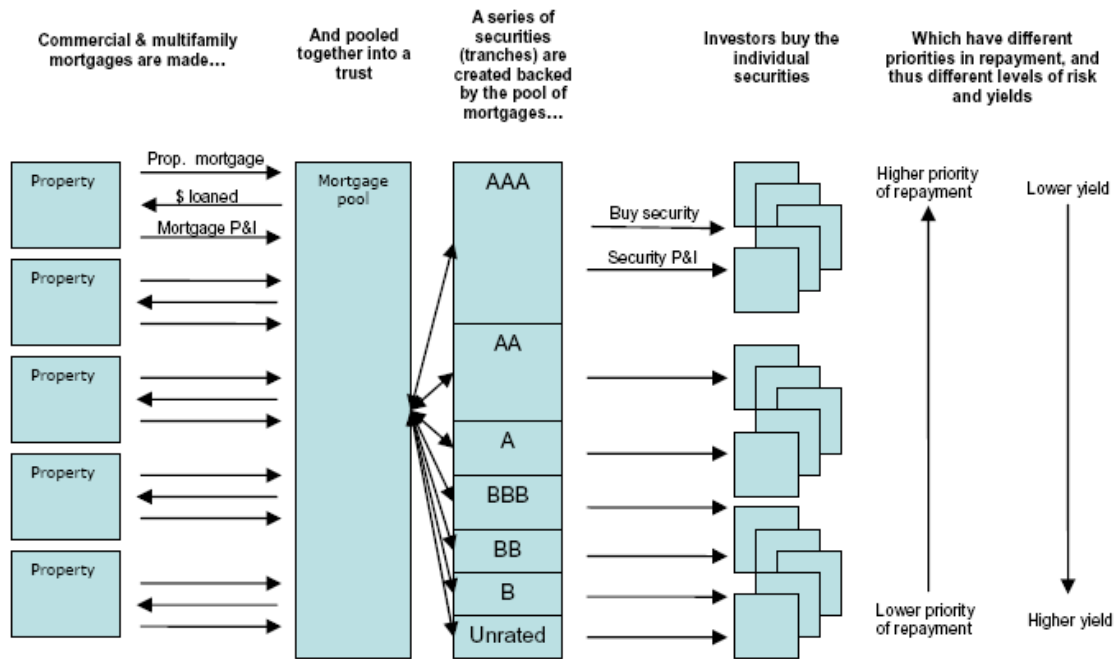 Commercial & multifamily
mortgages are made…
And pooled
together into a
trust
A series of
securities
(tranches) are
created backed
by the pool of
mortgages…
Investors buy the
individual
securities
Which have different
priorities in repayment, and
thus different levels of risk
and yields
Property
Prop. mortgage
$ loaned
Mortgage P&I
Property
Property
Property
Property
Mortgage
pool
AAA
AA
A
BBB
BB
B
Unrated
Buy security
Security P&I
Higher priority
of repayment
Lower yield
Lower priority
of repayment
Higher yield